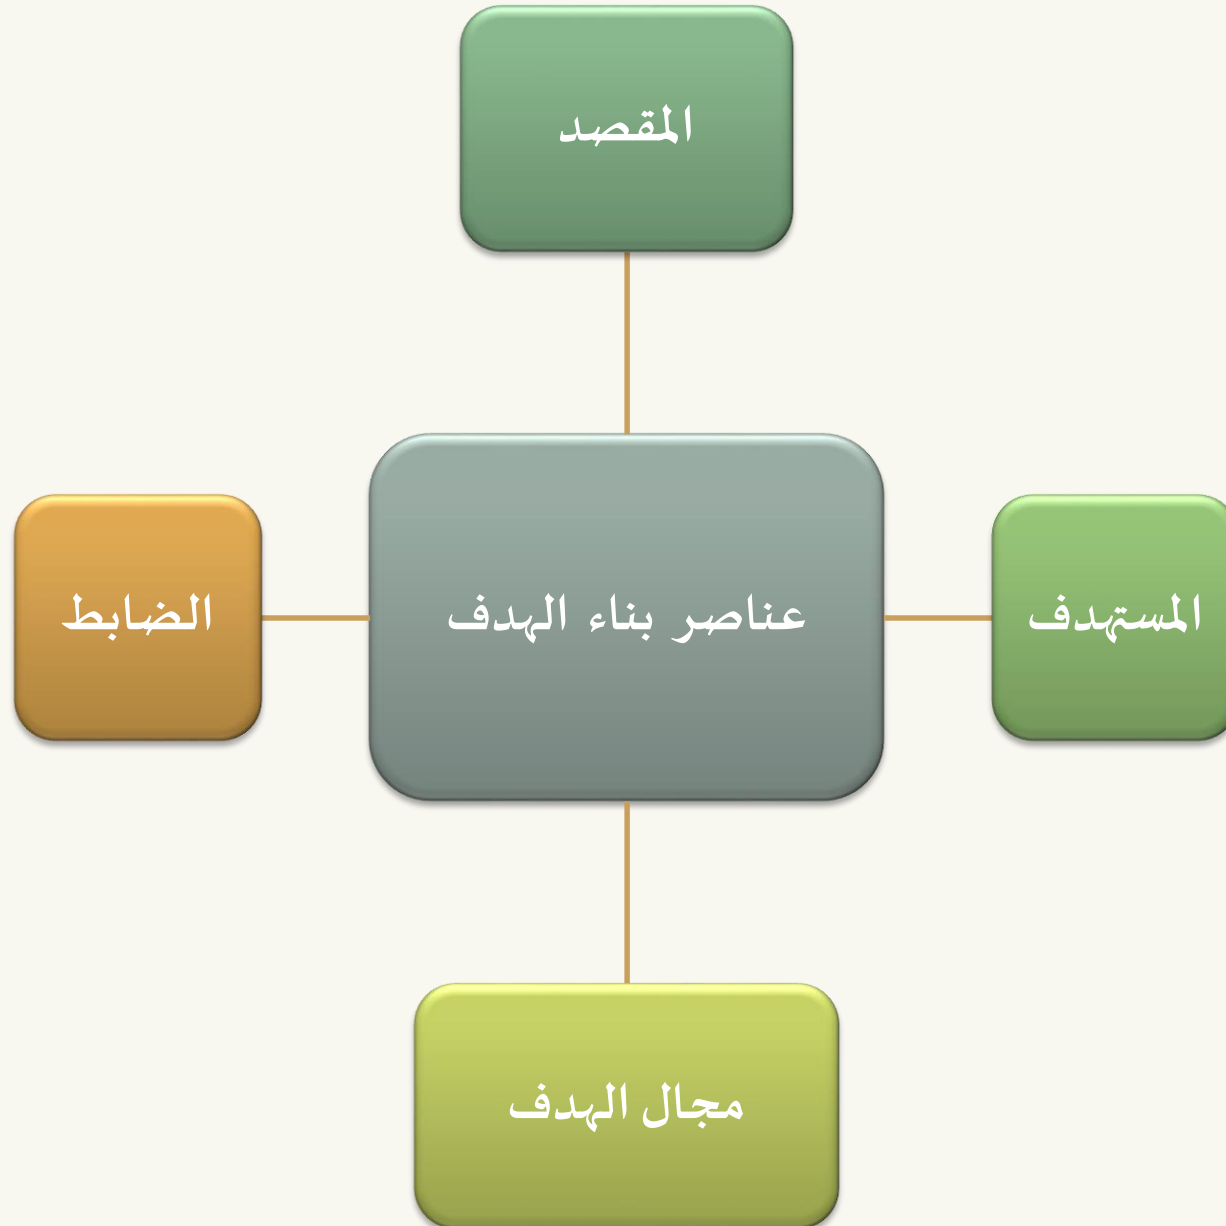 المقصد
المستهدف
عناصر بناء الهدف
الضابط
مجال الهدف